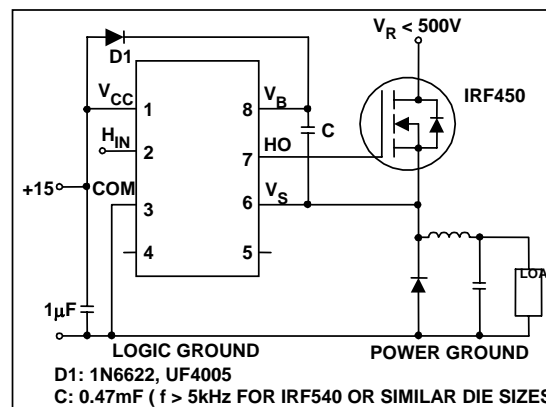 V_R < 500V
D1
IRF450
V_CC
1
8
V_B
C
H_IN
2
7
HO
+15
COM
3
6
V_S
4
5
LOA
1μF
LOGIC GROUND
POWER GROUND
D1: 1N6622, UF4005
C: 0.47mF ( f > 5kHz FOR IRF540 OR SIMILAR DIE SIZES